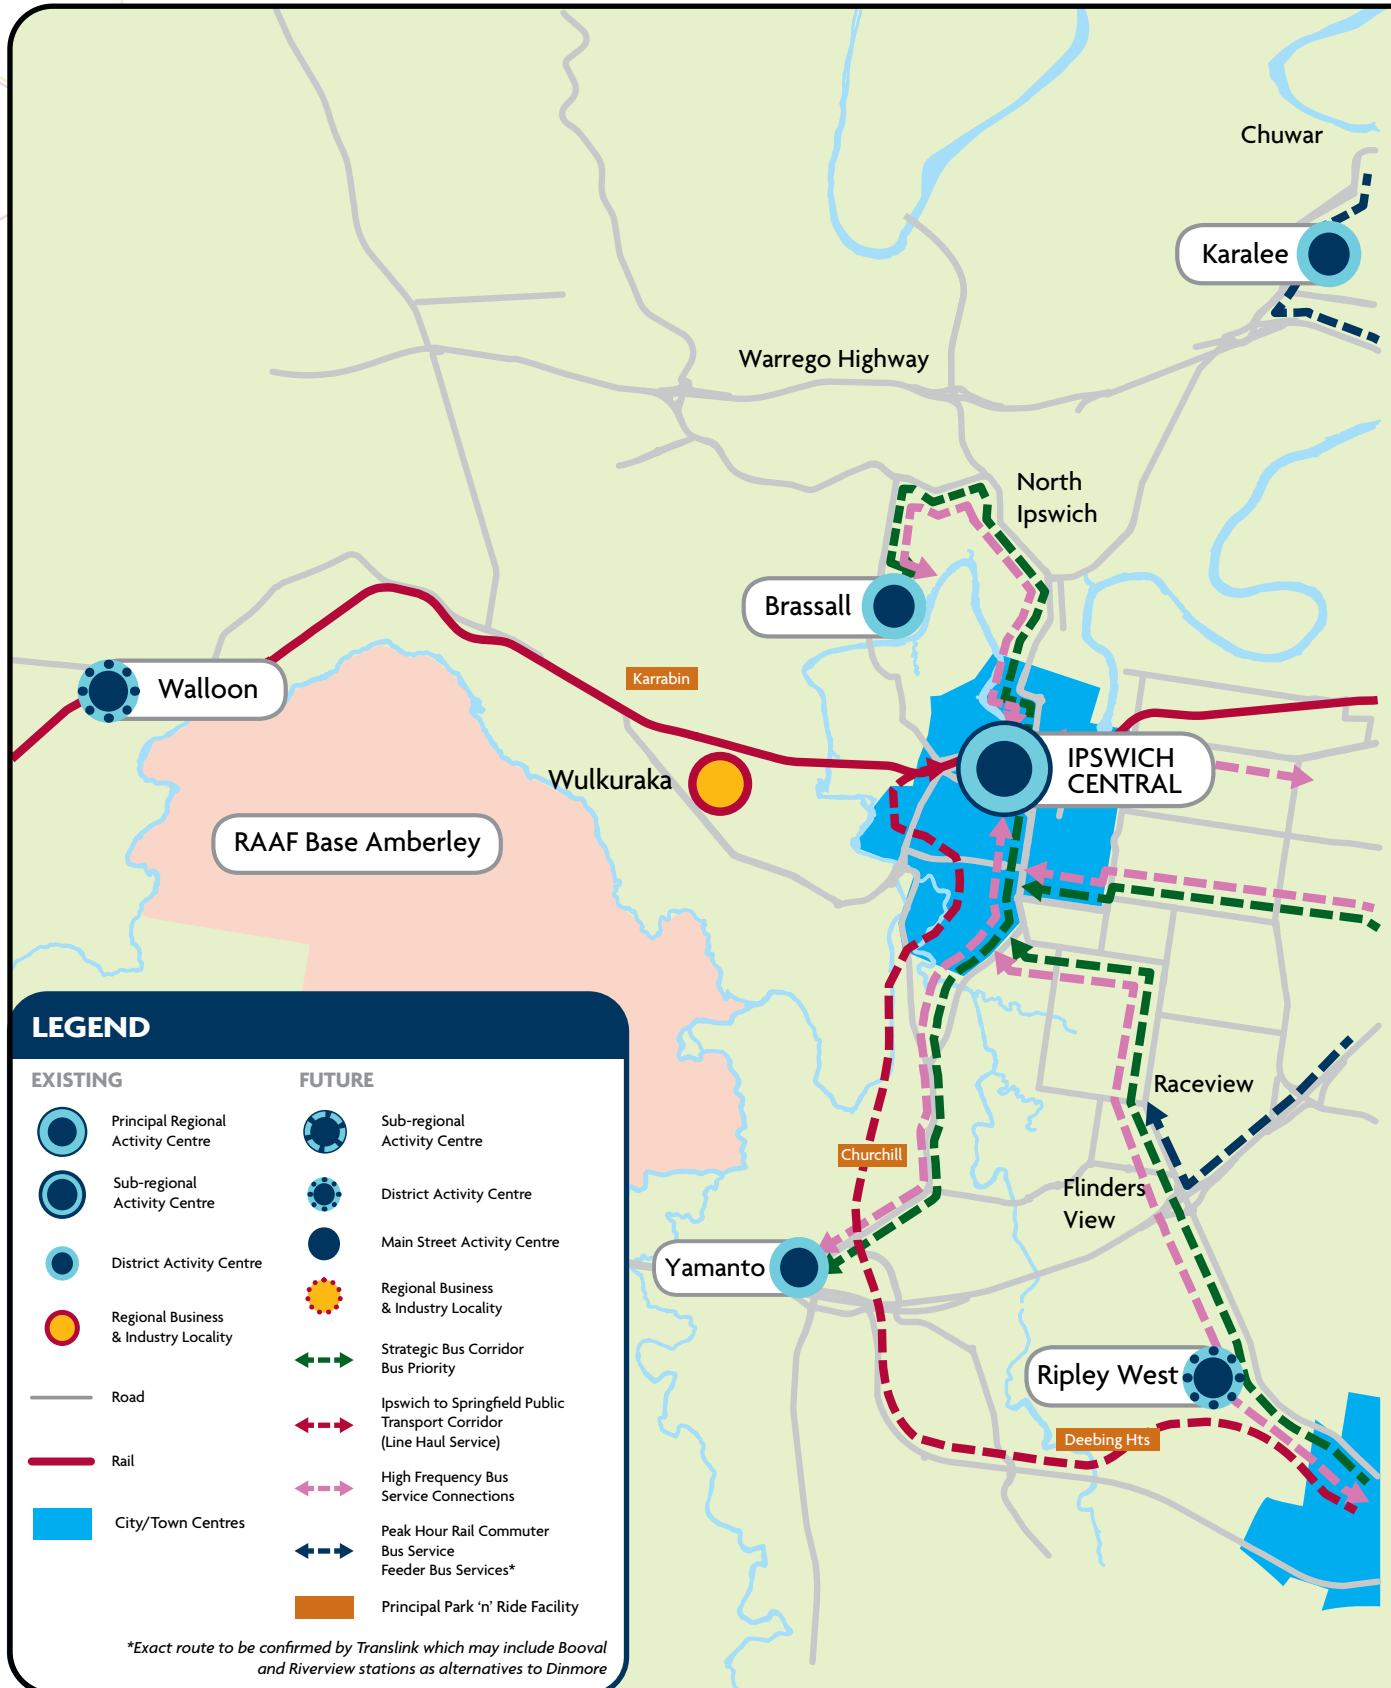 Chuwar
Karalee
Warrego Highway
North
Ipswich
Brassall
Karrabin
Walloon
Wulkuraka
IPSWICH
CENTRAL
RAAF Base Amberley
Raceview
Churchill
Flinders
View
Yamanto
Ripley West
Deebing Hts
LEGEND
EXISTING
Principal Regional
Activity Centre
Sub-regional
Activity Centre
District Activity Centre
Regional Business
& Industry Locality
Road
Rail
City/Town Centres
FUTURE
Sub-regional
Activity Centre
District Activity Centre
Main Street Activity Centre
Regional Business
& Industry Locality
Strategic Bus Corridor
Bus Priority
Ipswich to Springfield Public
Transport Corridor
(Line Haul Service)
High Frequency Bus
Service Connections
Peak Hour Rail Commuter
Bus Service
Feeder Bus Services*
Principal Park ‘n’ Ride Facility
*Exact route to be confirmed by Translink which may include Booval
and Riverview stations as alternatives to Dinmore